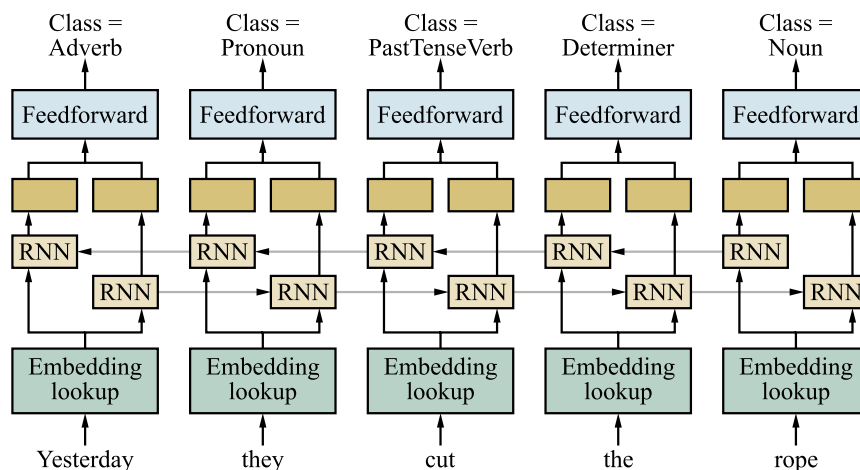 Class = Class = Class = Class = Class =
Adverb Pronoun PastTenseVerb Determiner Noun
Feedforward Feedforward Feedforward Feedforward Feedforward
RNN RNN RNN RNN RNN
RNN RNN RNN RNN RNN
Embedding Embedding Embedding Embedding Embedding
lookup lookup lookup lookup lookup
Yesterday they cut the rope